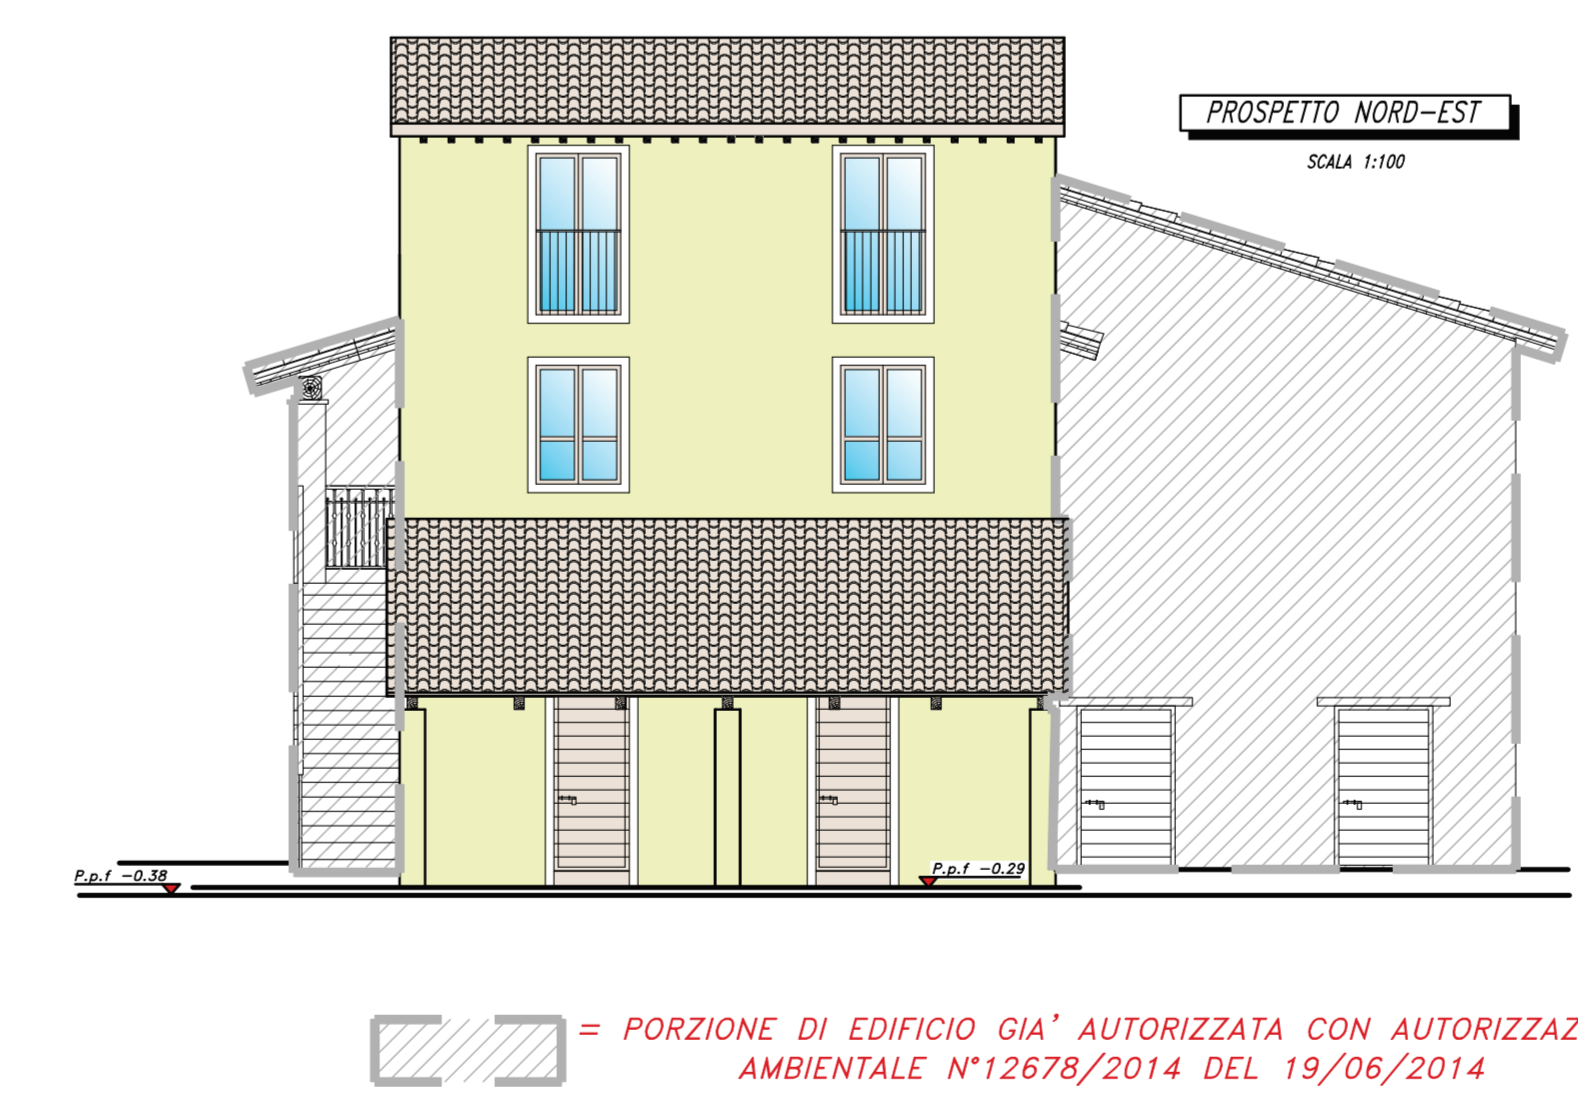 PROSPETTO NORD-EST
SCALA 1:100
P.p.f -0.38
P.p.f -0.29
= PORZIONE DI EDIFICIO GIA' AUTORIZZATA CON AUTORIZZAZ
AMBIENTALE N°12678/2014 DEL 19/06/2014